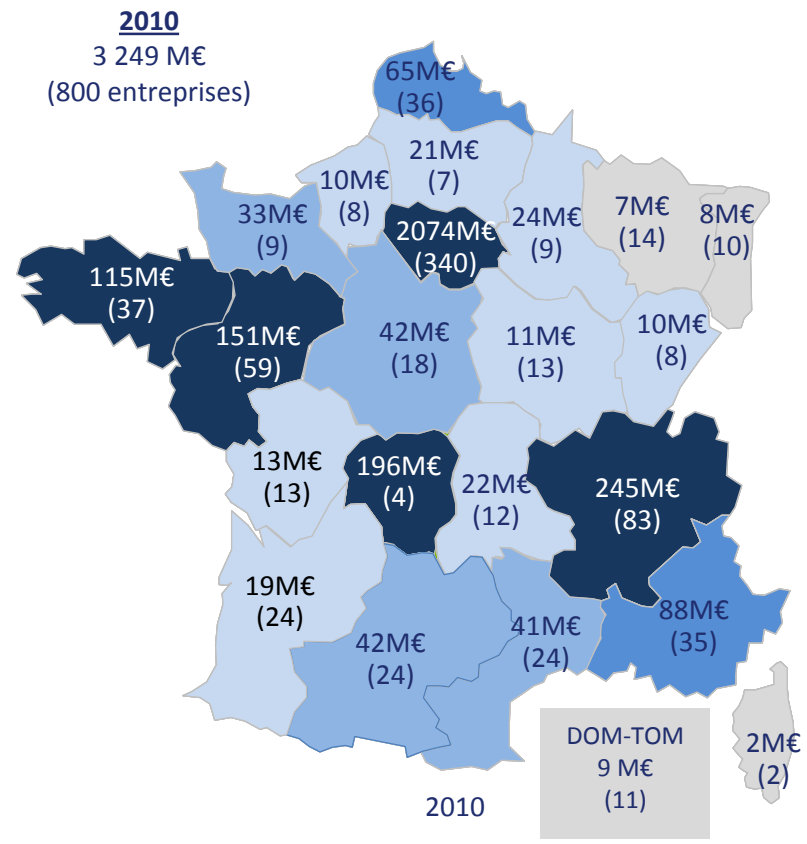 2010
3 249 M€
(800 entreprises)
65M€
(36)
21M€
(7)
10M€
(8)
33M€
(9)
2074M€
(340)
24M€
(9)
7M€
(14)
8M€
(10)
115M€
(37)
151M€
(59)
42M€
(18)
11M€
(13)
10M€
(8)
13M€
(13)
196M€
(4)
22M€
(12)
245M€
(83)
19M€
(24)
42M€
(24)
41M€
(24)
88M€
(35)
DOM-TOM
9 M€
(11)
2M€
(2)
2010